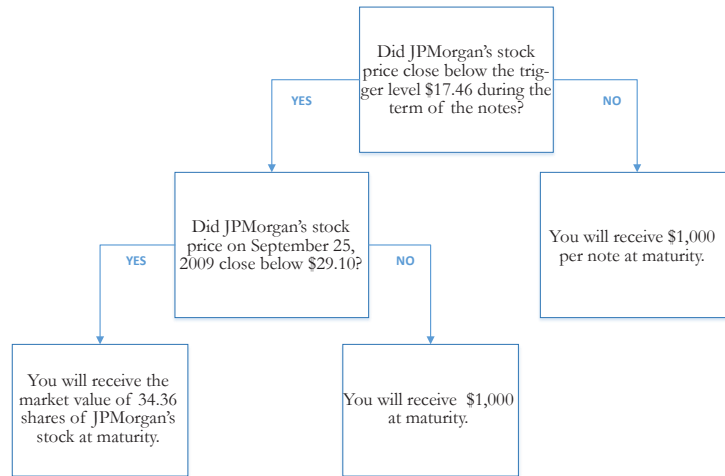 Did JPMorgan's stock
price close below the trig-
ger level $17.46 during the
term of the notes?
YES
NO
Did JPMorgan's stock
price on September 25,
2009 close below $29.10?
You will receive $1,000
per note at maturity.
YES
NO
You will receive the
market value of 34.36
shares of JPMorgan's
stock at maturity.
You will receive $1,000
at maturity.